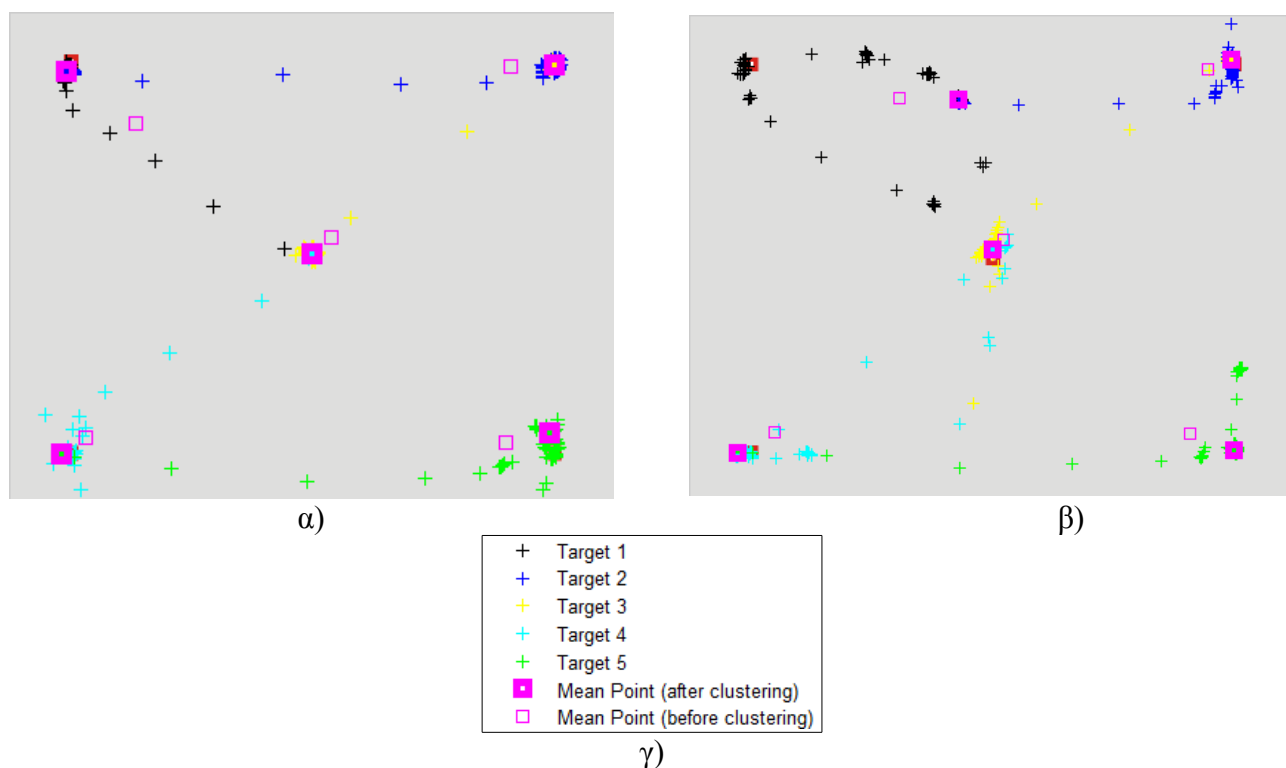 α)
β)
Target 1
Target 2
Target 3
Target 4
Target 5
Mean Point (after clustering)
Mean Point (before clustering)
γ)